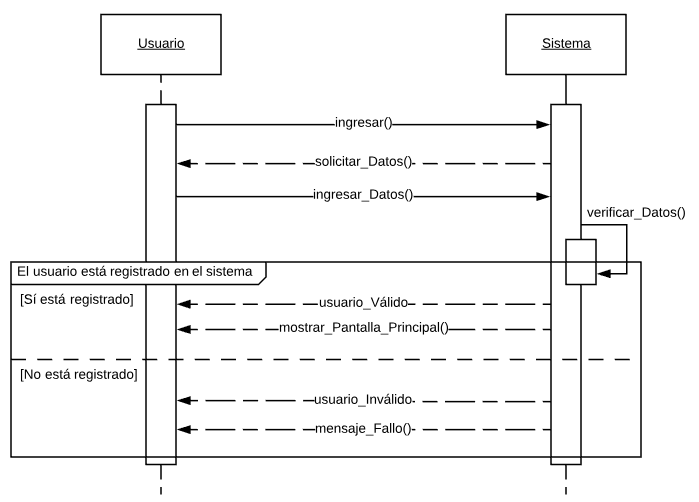 Usuario
Sistema
ingresar()
solicitar_Datos()
ingresar_Datos()
verificar_Datos()
El usuario está registrado en el sistema
[Sí está registrado]
usuario_Válido
mostrar_Pantalla_Principal()
[No está registrado]
usuario_Inválido
mensaje_Fallo()